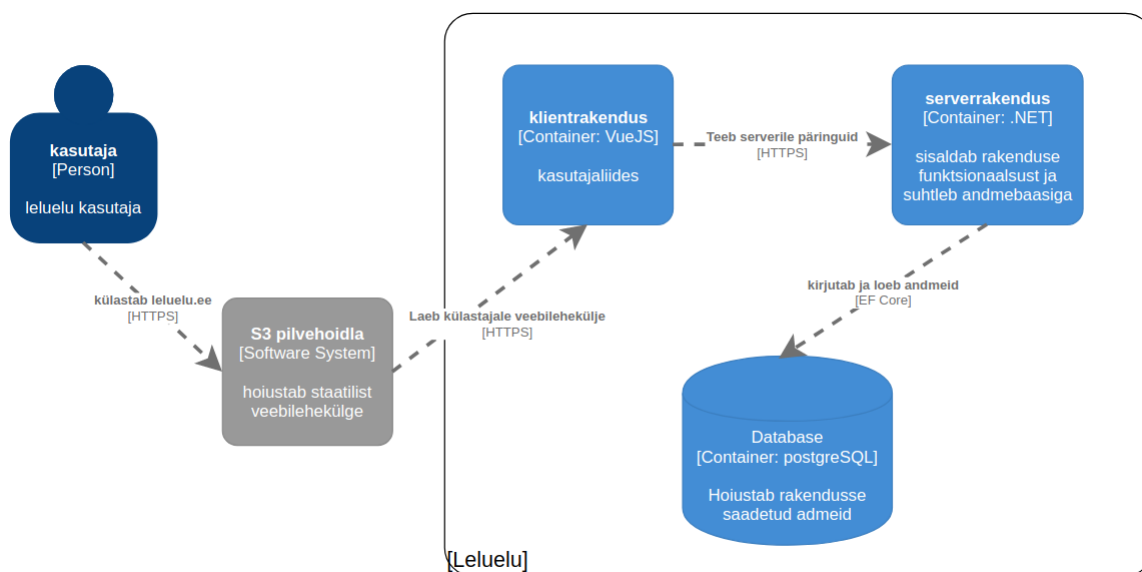 kasutaja
[Person]
leluelu kasutaja
külastab leluelu.ee
[HTTPS]
S3 pilvehoidla
[Software System]
hoiustab staatilist
veebilehekülge
Laeb külastajale veebilehekülje
[HTTPS]
klientrakendus
[Container: VueJS]
kasutajaliides
Teeb serverile päringuid
[HTTPS]
serverrakendus
[Container: .NET]
sisaldab rakenduse
funktsionaalsust ja
suhtleb andmebaasiga
kirjutab ja loeb andmeid
[EF Core]
Database
[Container: postgreSQL]
Hoiustab rakendusse
saadetud admeid
[Leluelu]